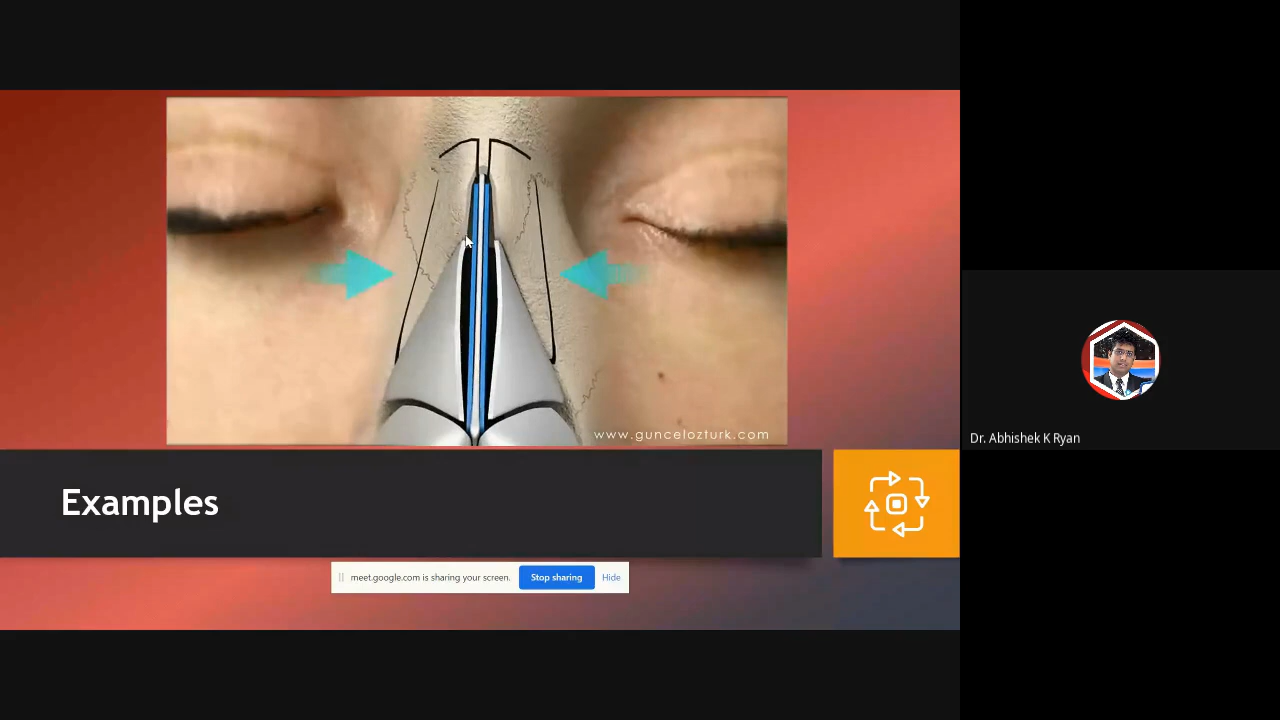 www.guncelozturk.com
Examples
meet.google.com is sharing your screen. Stop sharing Hide
Dr. Abhishek K Ryan